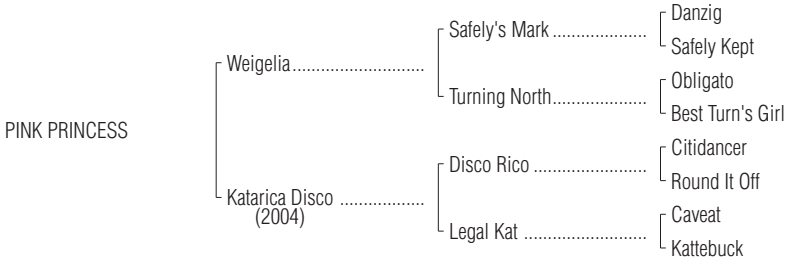 Danzig
Safely's Mark ....................
Safely Kept
Weigelia............................
Obligato
Turning North....................
Best Turn's Girl
PINK PRINCESS
Citidancer
Disco Rico ........................
Round It Off
Katarica Disco ..................
(2004)
Caveat
Legal Kat ..........................
Kattebuck